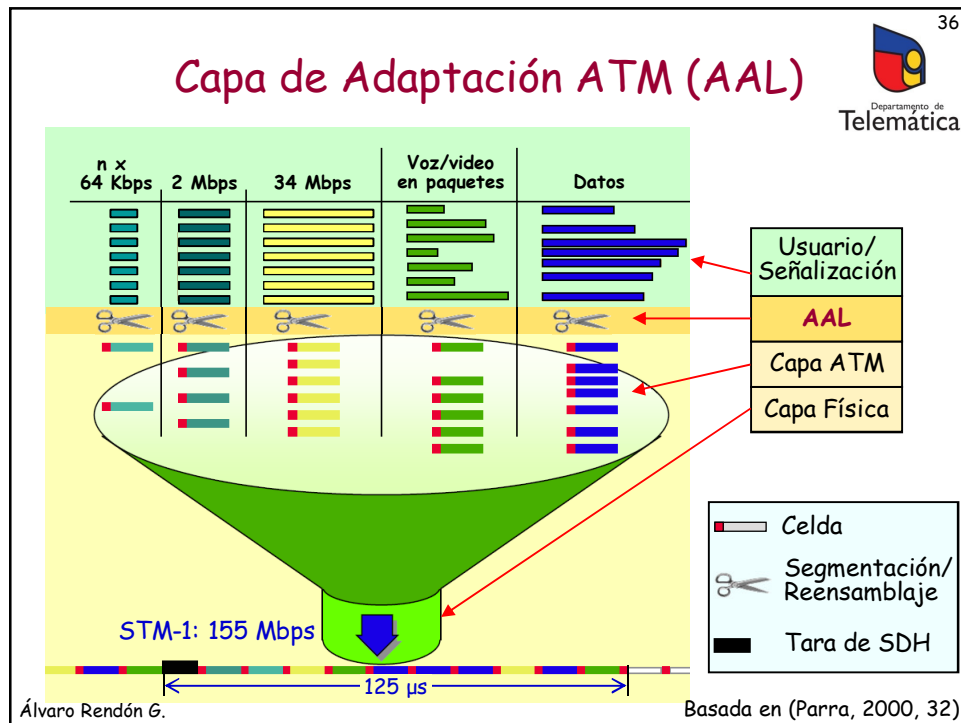 36
Capa de Adaptación ATM (AAL)
Departamento de
Telemática
n x
64 Kbps
2 Mbps
34 Mbps
Voz/video
en paquetes
Datos
Usuario/
Señalización
AAL
Capa ATM
Capa Física
Celda
Segmentación/
Reensamblaje
Tara de SDH
STM-1: 155 Mbps
125 µs
Álvaro Rendón G.
Basada en (Parra, 2000, 32)